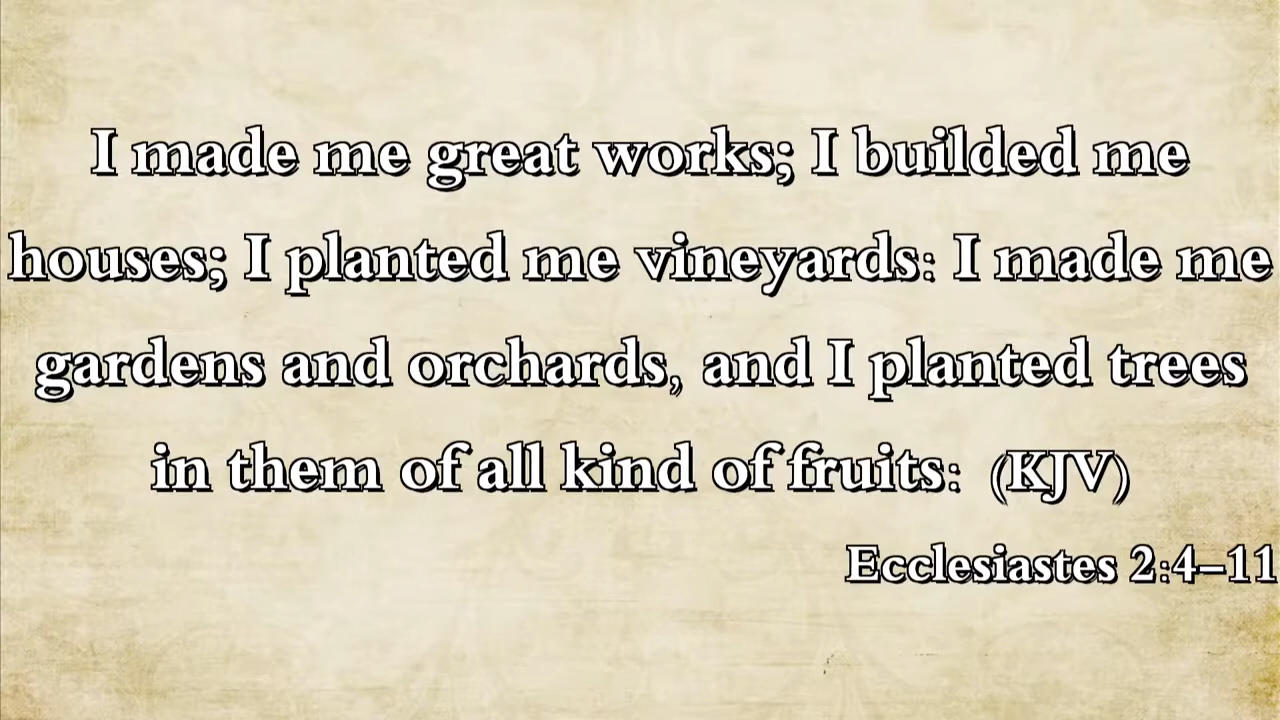 I made me great works; I builded me
houses; I planted me vineyards: I made me
gardens and orchards, and I planted trees
in them of all kind of fruits: (KJV)
Ecclesiastes 2:4–11